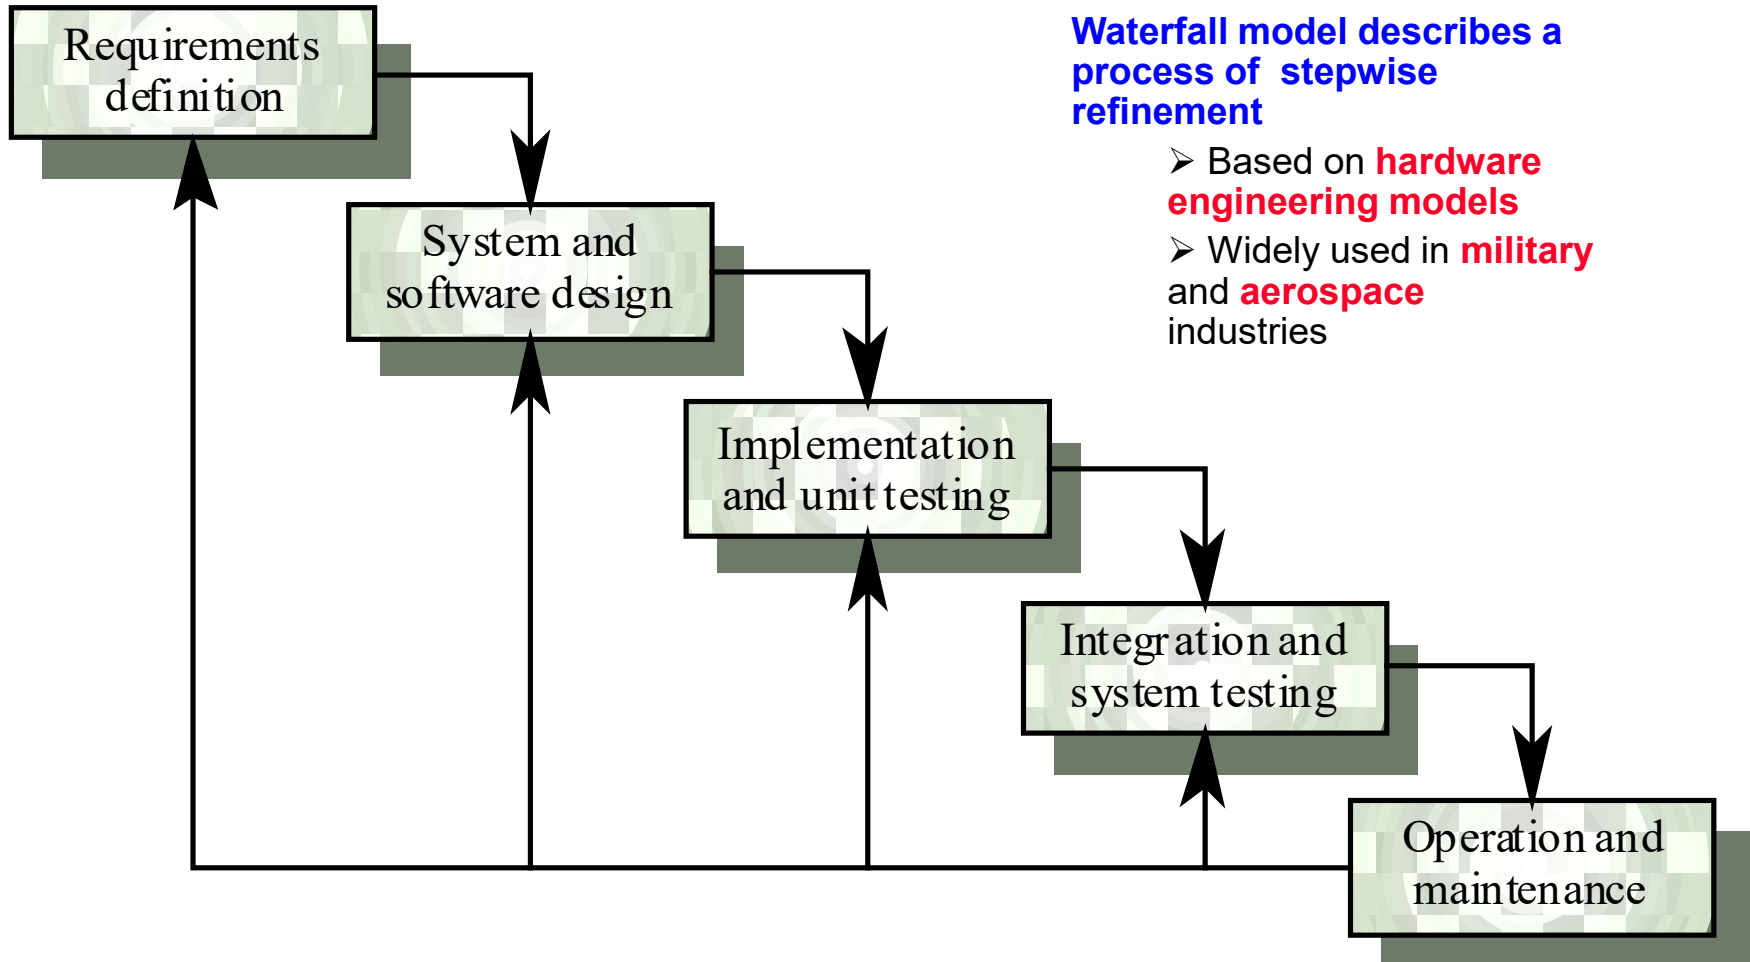 Requirements
definition
Waterfall model describes a
process of stepwise
refinement
➢ Based on hardware
engineering models
➢ Widely used in military
and aerospace
industries
System and
software design
Implementation
and unit testing
Integration and
system testing
Operation and
maintenance